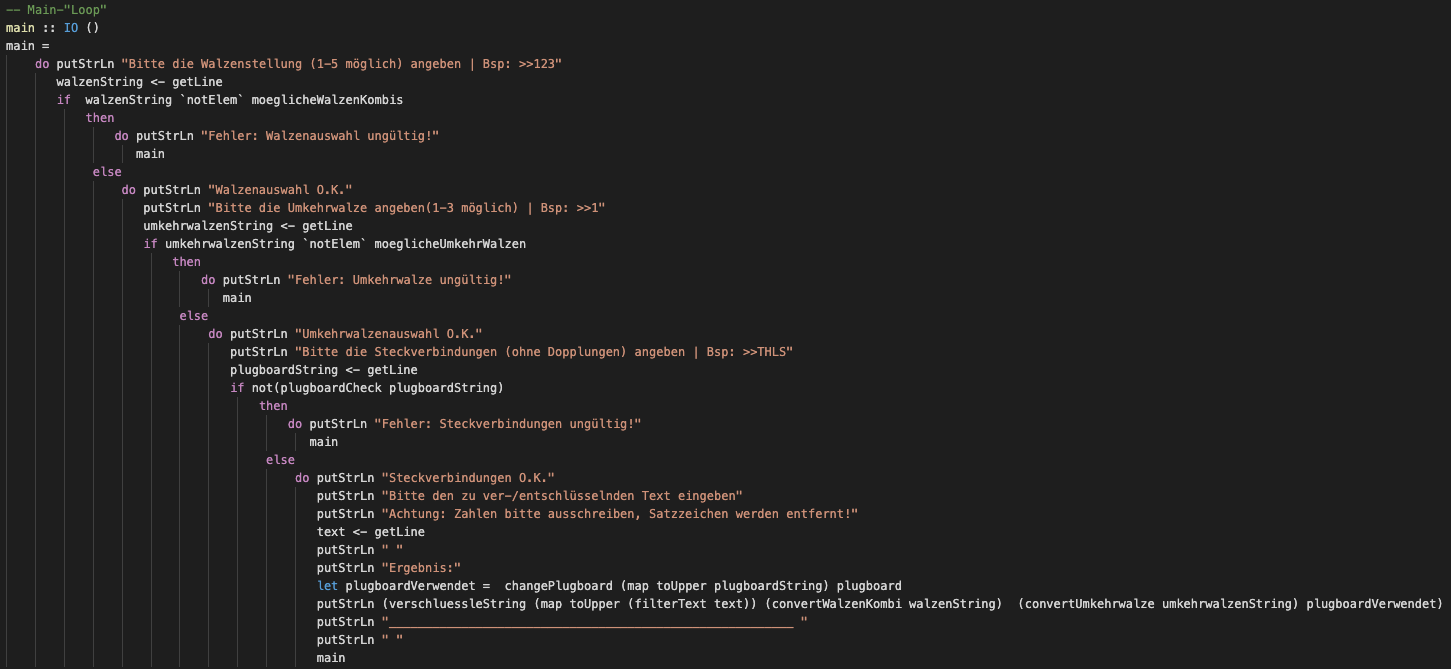 -- Main-"Loop"
main :: IO ()
main =
    do putStrLn "Bitte die Walzenstellung (1-5 möglich) angeben | Bsp: >>123"
       walzenString <- getLine
       if  walzenString `notElem` moeglicheWalzenKombis
           then
               do putStrLn "Fehler: Walzenauswahl ungültig!"
                  main
            else
                do putStrLn "Walzenauswahl O.K."
                   putStrLn "Bitte die Umkehrwalze angeben(1-3 möglich) | Bsp: >>1"
                   umkehrwalzenString <- getLine
                   if umkehrwalzenString `notElem` moeglicheUmkehrWalzen
                       then
                           do putStrLn "Fehler: Umkehrwalze ungültig!"
                              main
                        else
                            do putStrLn "Umkehrwalzenauswahl O.K."
                               putStrLn "Bitte die Steckverbindungen (ohne Dopplungen) angeben | Bsp: >>THLS"
                               plugboardString <- getLine
                               if not(plugboardCheck plugboardString)
                                   then
                                       do putStrLn "Fehler: Steckverbindungen ungültig!"
                                          main
                                    else
                                        do putStrLn "Steckverbindungen O.K."
                                           putStrLn "Bitte den zu ver-/entschlüsselnden Text eingeben"
                                           putStrLn "Achtung: Zahlen bitte ausschreiben, Satzzeichen werden entfernt!"
                                           text <- getLine
                                           putStrLn " "
                                           putStrLn "Ergebnis:"
                                           let plugboardVerwendet =  changePlugboard (map toUpper plugboardString) plugboard
                                           putStrLn (verschluessleString (map toUpper (filterText text)) (convertWalzenKombi walzenString)  (convertUmkehrwalze umkehrwalzenString) plugboardVerwendet)
                                           putStrLn "________________________________________________________ "
                                           putStrLn " "
                                           main